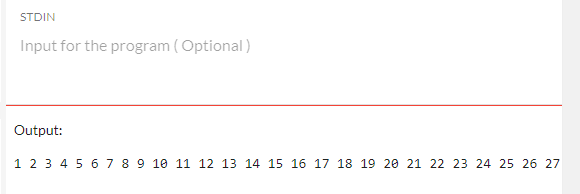 STDIN
Input for the program ( Optional )
Output:
1 2 3 4 5 6 7 8 9 10 11 12 13 14 15 16 17 18 19 20 21 22 23 24 25 26 27